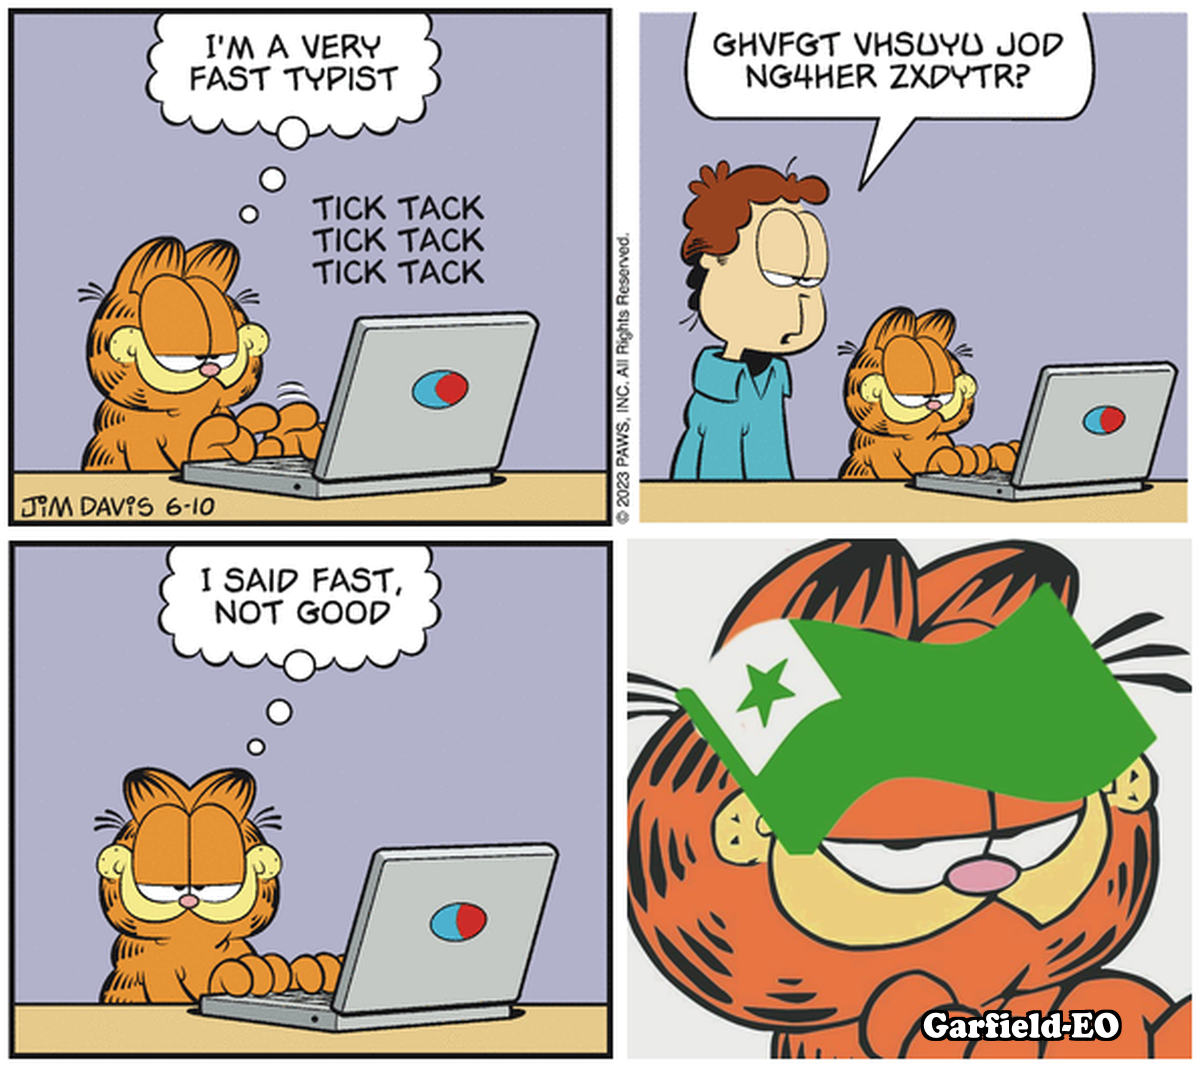 I'M A VERY
FAST TYPIST
TICK TACK
TICK TACK
TICK TACK
JIM DAVIS 6-10
© 2023 PAWS, INC. All Rights Reserved.
GHVFGT VHSUYU JOD
NG4HER ZXDYTR?
I SAID FAST,
NOT GOOD
Garfield-EO